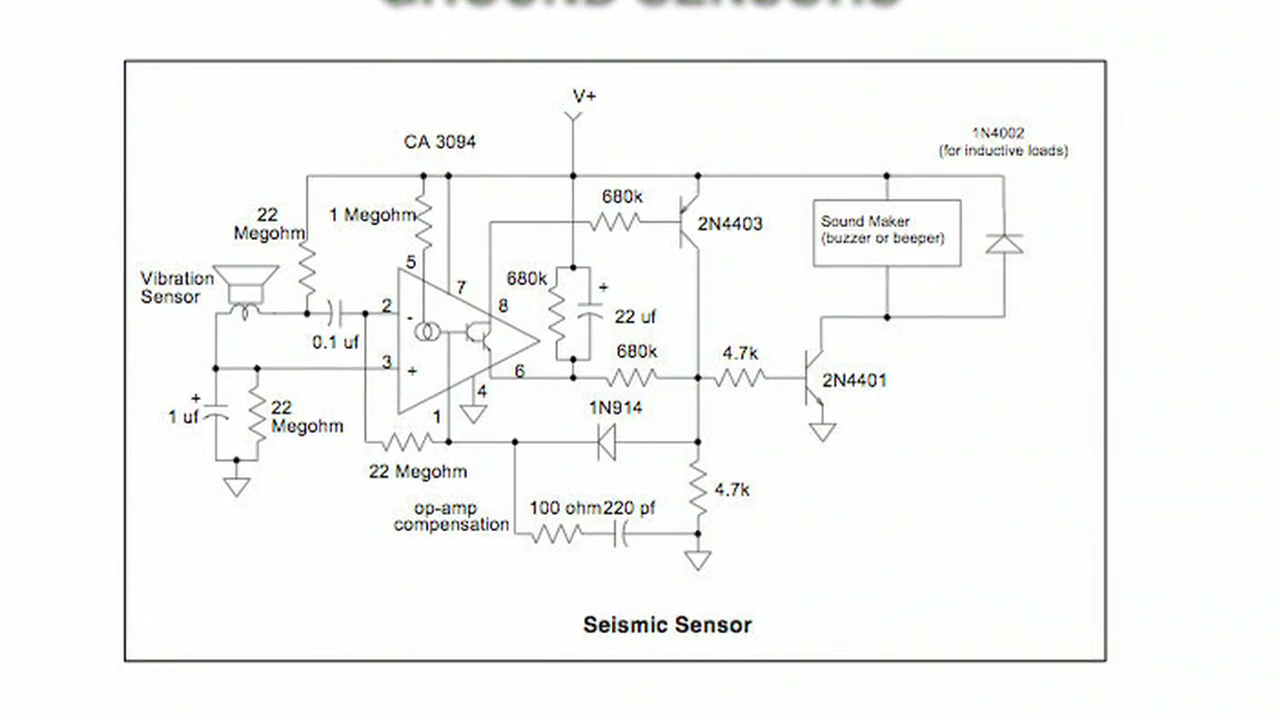 GROUND SENSORS
V+
CA 3094
1N4002
(for inductive loads)
680k
22
Megohm
1 Megohm
2N4403
Sound Maker
(buzzer or beeper)
5
Vibration
Sensor
7
680k
+
2
8
22 uf
-
0.1 uf
680k
4.7k
3
+
6
2N4401
4
+
1 uf
22
Megohm
1
1N914
22 Megohm
4.7k
op-amp
compensation
100 ohm
220 pf
Seismic Sensor